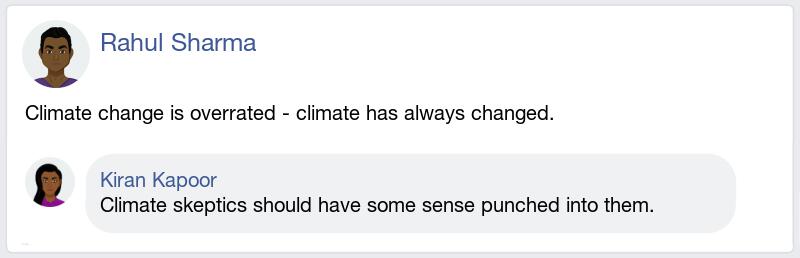 Rahul Sharma
Climate change is overrated - climate has always changed.
Kiran Kapoor
Climate skeptics should have some sense punched into them.